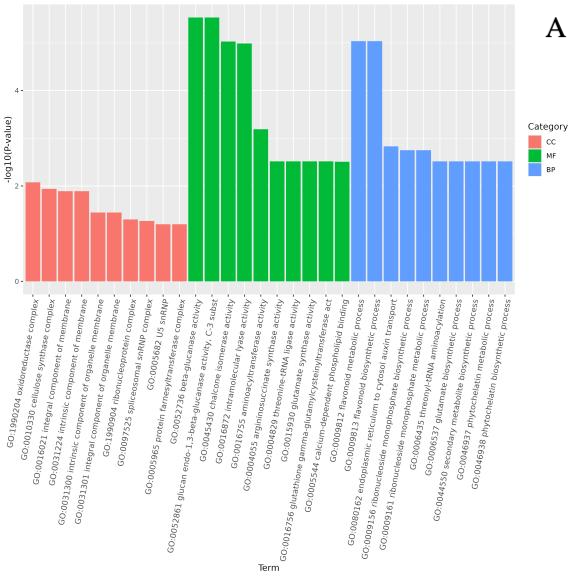 A
-log10(P-value)
4
2
0
Category
CC
MF
BP
GO:1990204 oxidoreductase complex
GO:0010330 cellulose synthase complex
GO:0016021 integral component of membrane
GO:0031224 intrinsic component of membrane
GO:0031300 intrinsic component of organelle membrane
GO:0031301 integral component of organelle membrane
GO:1990904 ribonucleoprotein complex
GO:0097525 spliceosomal snRNP complex
GO:0005682 U5 snRNP
GO:0005965 protein farnesyltransferase complex
GO:0052736 beta-glucanase activity
GO:0052861 glucan endo-1,3-beta-glucanase activity, C-3 subst
GO:0045430 chalcone isomerase activity
GO:0016872 intramolecular lyase activity
GO:0016755 aminoacyltransferase activity
GO:0004055 argininosuccinate synthase activity
GO:0004829 threonine-tRNA ligase activity
GO:0015930 glutamate synthase activity
GO:0016756 glutathione gamma-glutamylcysteinyltransferase act
GO:0005544 calcium-dependent phospholipid binding
GO:0009812 flavonoid metabolic process
GO:0009813 flavonoid biosynthetic process
GO:0080162 endoplasmic reticulum to cytosol auxin transport
GO:0009156 ribonucleoside monophosphate biosynthetic process
GO:0009161 ribonucleoside monophosphate metabolic process
GO:0006435 threonyl-tRNA aminoacylation
GO:0006537 glutamate biosynthetic process
GO:0044550 secondary metabolite biosynthetic process
GO:0046937 phytochelatin metabolic process
GO:0046938 phytochelatin biosynthetic process
Term